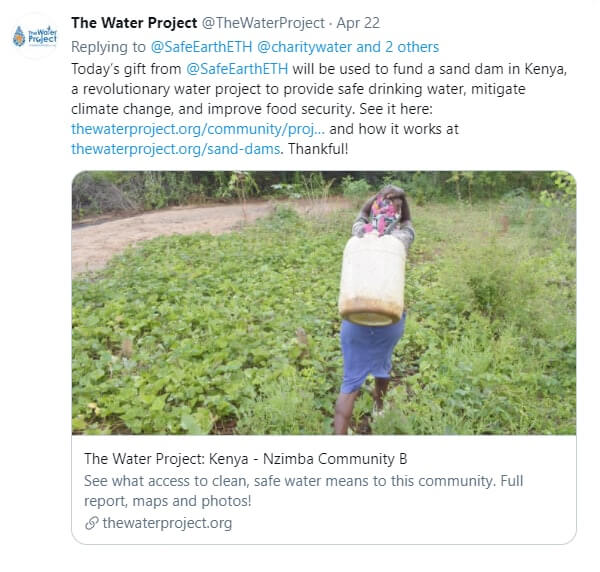 The Water Project @TheWaterProject · Apr 22
Replying to @SafeEarthETH @charitywater and 2 others
Today's gift from @SafeEarthETH will be used to fund a sand dam in Kenya,
a revolutionary water project to provide safe drinking water, mitigate
climate change, and improve food security. See it here:
thewaterproject.org/community/proj... and how it works at
thewaterproject.org/sand-dams. Thankful!
The Water Project: Kenya - Nzimba Community B
See what access to clean, safe water means to this community. Full
report, maps and photos!
thewaterproject.org